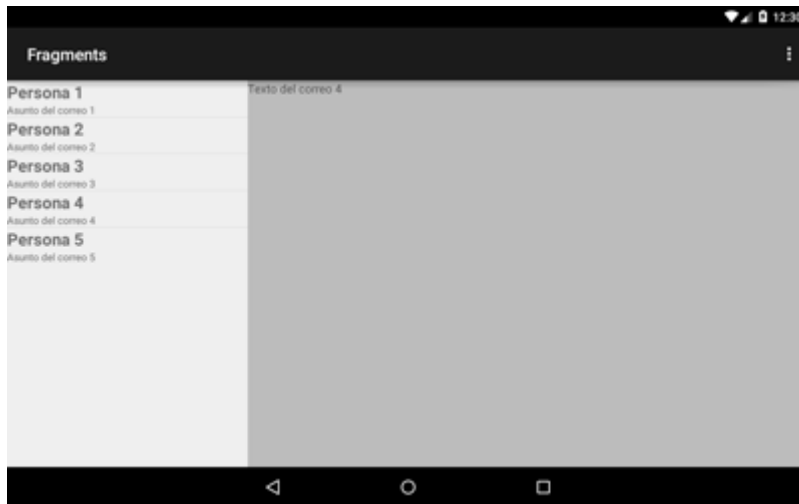 12:30
Fragments
Persona 1
Asunto del correo 1
Persona 2
Asunto del correo 2
Persona 3
Asunto del correo 3
Persona 4
Asunto del correo 4
Persona 5
Asunto del correo 5
Texto del correo 4